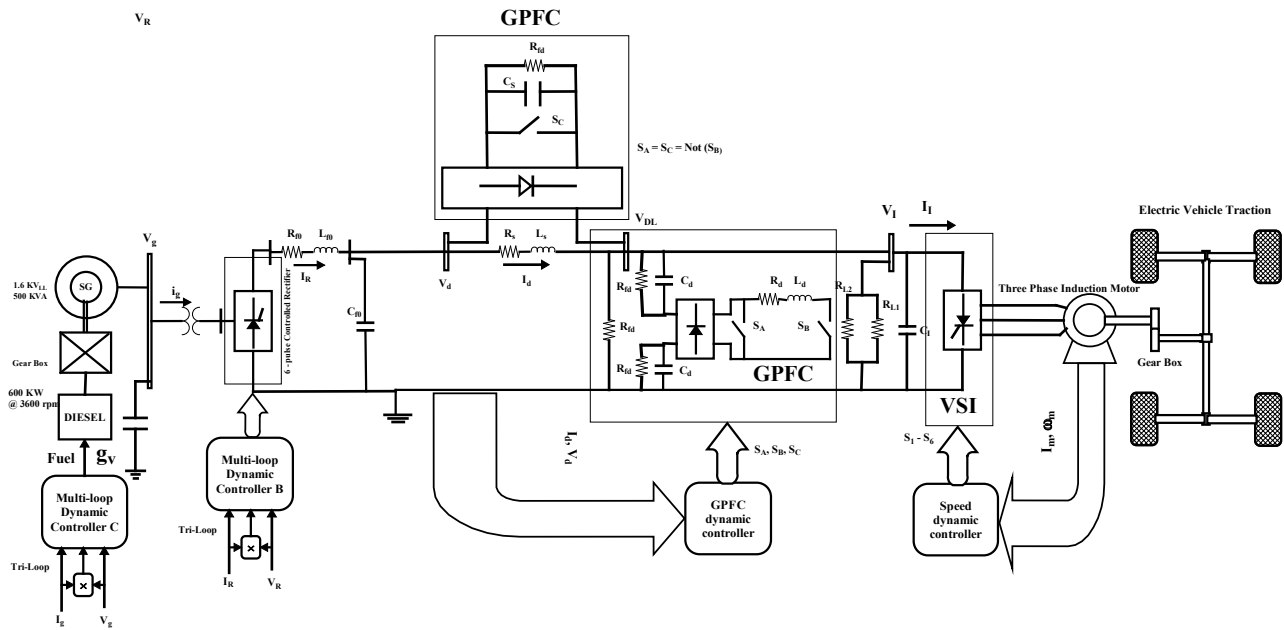 V_R
GPFC
R_fd
C_S
S_C
S_A = S_C = Not (S_B)
V_DL
V_I
I_I
Electric Vehicle Traction
V_g
R_f0
L_f0
R_s
L_s
I_R
V_d
I_d
1.6 KV_LL
500 KVA
SG
i_g
6 -pulse Controlled Rectifier
C_f0
R_fd
C_d
R_d
L_d
S_A
S_B
R_fd
R_fd
C_d
GPFC
R_L2
R_L1
C_I
Three Phase Induction Motor
Gear Box
VSI
Gear Box
600 KW
@ 3600 rpm
DIESEL
Fuel
g_v
Multi-loop
Dynamic
Controller C
Tri-Loop
×
I_g
V_g
Multi-loop
Dynamic
Controller B
Tri-Loop
×
I_R
V_R
I_d, V_d
S_A, S_B, S_C
GPFC
dynamic
controller
S_1 - S_6
Speed
dynamic
controller
I_m, ω_m